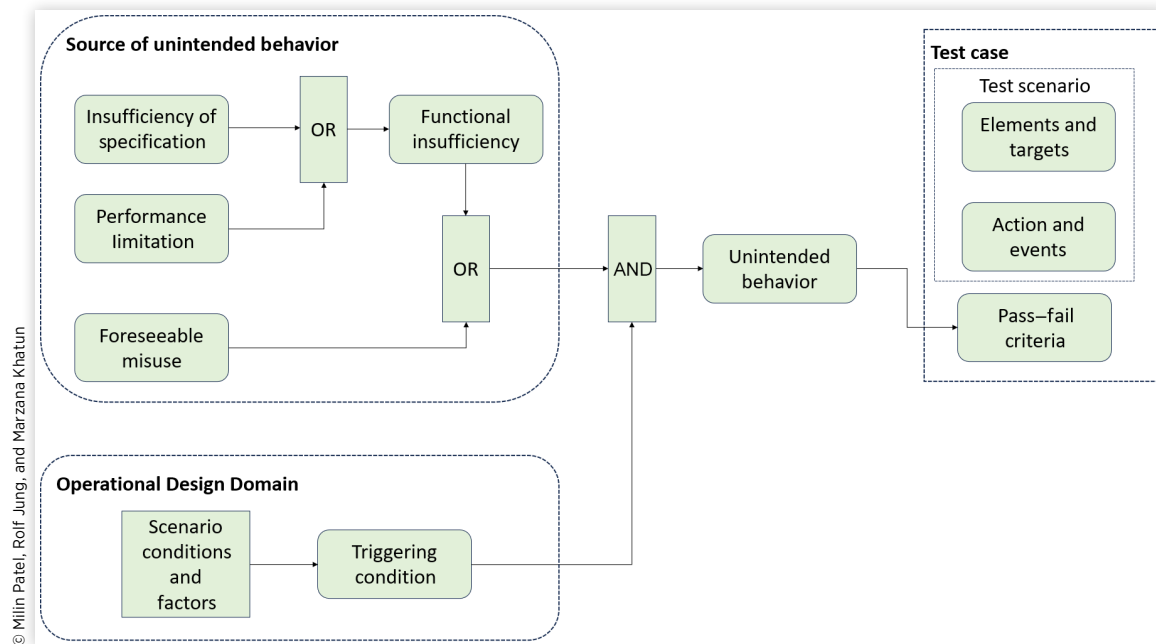 Source of unintended behavior
Insufficiency of
specification
OR
Functional
insufficiency
Performance
limitation
OR
Foreseeable
misuse
AND
Unintended
behavior
Test case
Test scenario
Elements and
targets
Action and
events
Pass–fail
criteria
Operational Design Domain
Scenario
conditions
and
factors
Triggering
condition
© Milin Patel, Rolf Jung, and Marzana Khatun